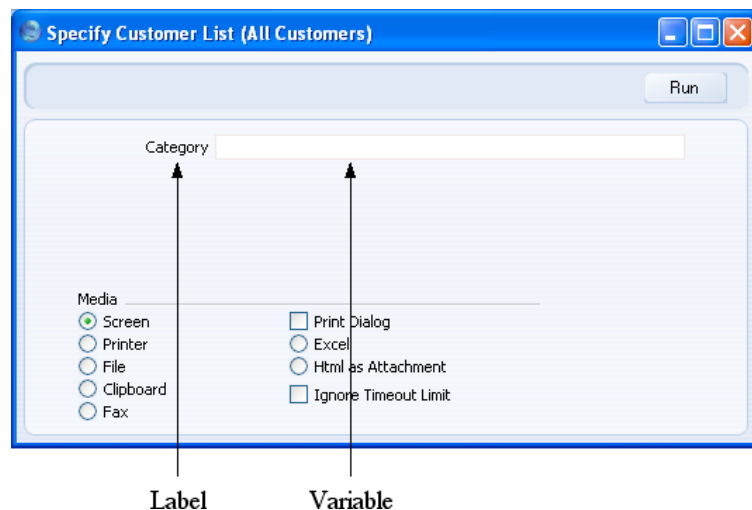 Specify Customer List (All Customers)
Run
Category
Media
Screen
Print Dialog
Printer
Excel
File
Html as Attachment
Clipboard
Ignore Timeout Limit
Fax
Label
Variable